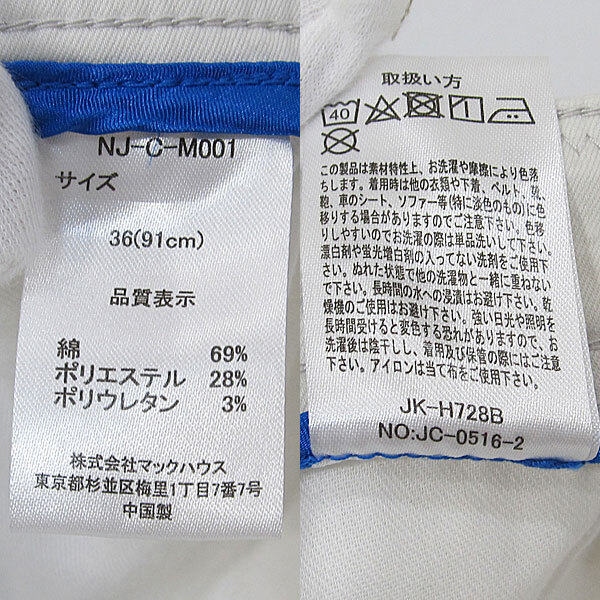 NJ-C-M001
サイズ
36(91cm)
品質表示
綿 69%
ポリエステル 28%
ポリウレタン 3%
株式会社マックハウス
東京都杉並区梅里1丁目7番7号
中国製
取扱い方
40
この製品は素材特性上、お洗濯や摩擦により色落
ちします。着用時は他の衣類や下着、ベルト、靴、
鞄、車のシート、ソファー等(特に淡色のもの)に色
移りする場合がありますのでご注意下さい。色移
りしやすいのでお洗濯の際は単品洗いして下さい。
漂白剤や蛍光増白剤の入ってない洗剤をご使用下
さい。ぬれた状態で他の洗濯物と一緒に重ねない
で下さい。長時間の水への浸漬はお避け下さい。乾
燥機のご使用はお避け下さい。強い日光や照明を
長時間受けると変色する恐れがありますので、お
洗濯後は陰干しし、着用及び保管の際にはご注意
下さい。アイロンは当て布をご使用下さい。
JK-H728B
NO:JC-0516-2